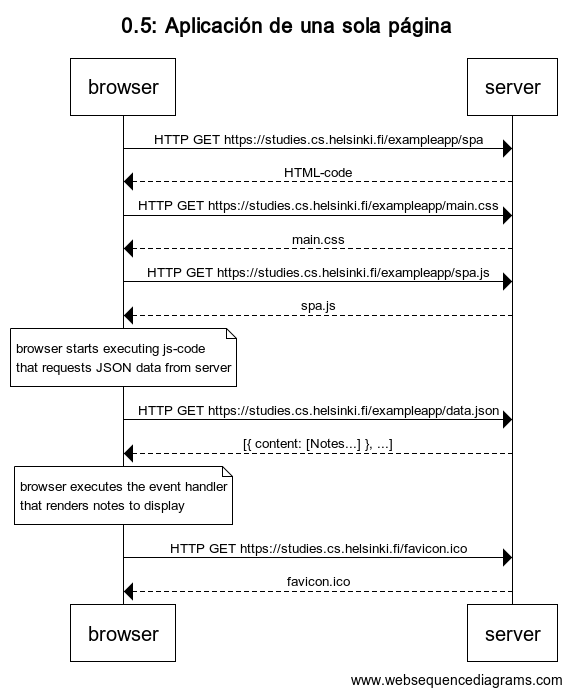 0.5: Aplicación de una sola página
browser
server
HTTP GET https://studies.cs.helsinki.fi/exampleapp/spa
HTML-code
HTTP GET https://studies.cs.helsinki.fi/exampleapp/main.css
main.css
HTTP GET https://studies.cs.helsinki.fi/exampleapp/spa.js
spa.js
browser starts executing js-code
that requests JSON data from server
HTTP GET https://studies.cs.helsinki.fi/exampleapp/data.json
[{ content: [Notes...] }, ...]
browser executes the event handler
that renders notes to display
HTTP GET https://studies.cs.helsinki.fi/favicon.ico
favicon.ico
browser
server
www.websequencediagrams.com